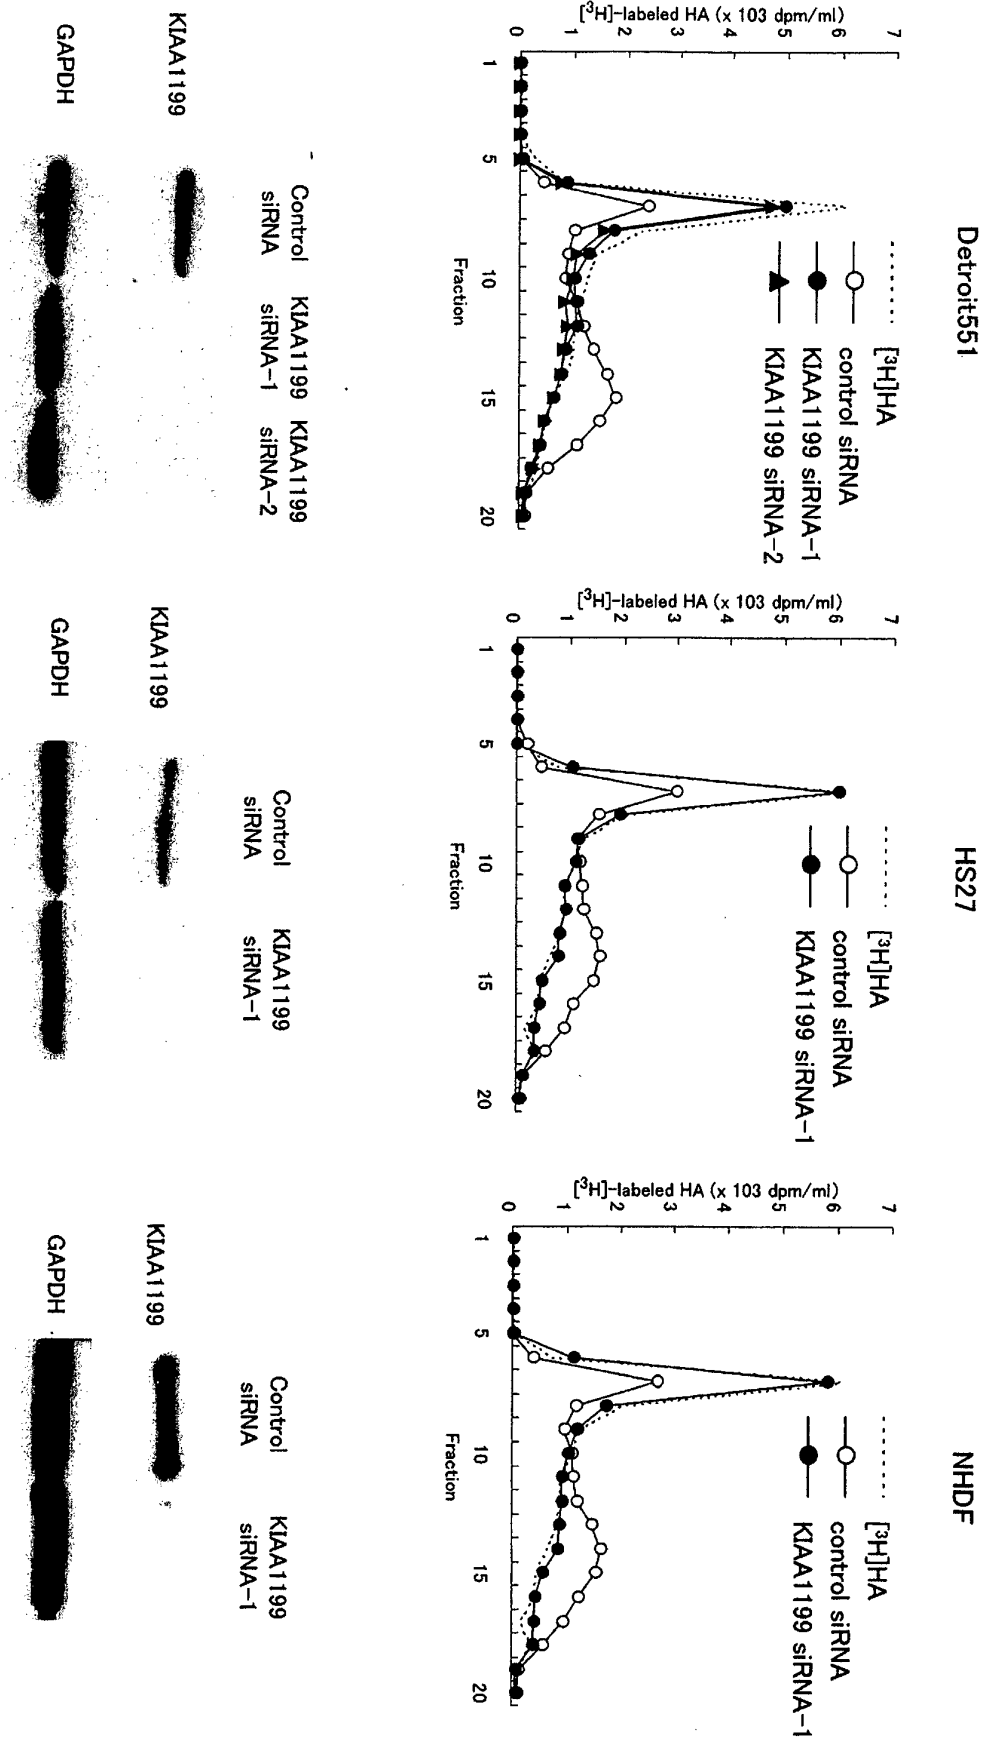 Detroit551
[3H]-labeled HA (x 103 dpm/ml)
7
6
5
4
3
2
1
0
1
5
10
15
20
Fraction
[3H]HA
control siRNA
KIAA1199 siRNA-1
KIAA1199 siRNA-2
Control
siRNA
KIAA1199
siRNA-1
KIAA1199
siRNA-2
KIAA1199
GAPDH
HS27
[3H]-labeled HA (x 103 dpm/ml)
7
6
5
4
3
2
1
0
1
5
10
15
20
Fraction
[3H]HA
control siRNA
KIAA1199 siRNA-1
Control
siRNA
KIAA1199
siRNA-1
KIAA1199
GAPDH
NHDF
[3H]-labeled HA (x 103 dpm/ml)
7
6
5
4
3
2
1
0
1
5
10
15
20
Fraction
[3H]HA
control siRNA
KIAA1199 siRNA-1
Control
siRNA
KIAA1199
siRNA-1
KIAA1199
GAPDH